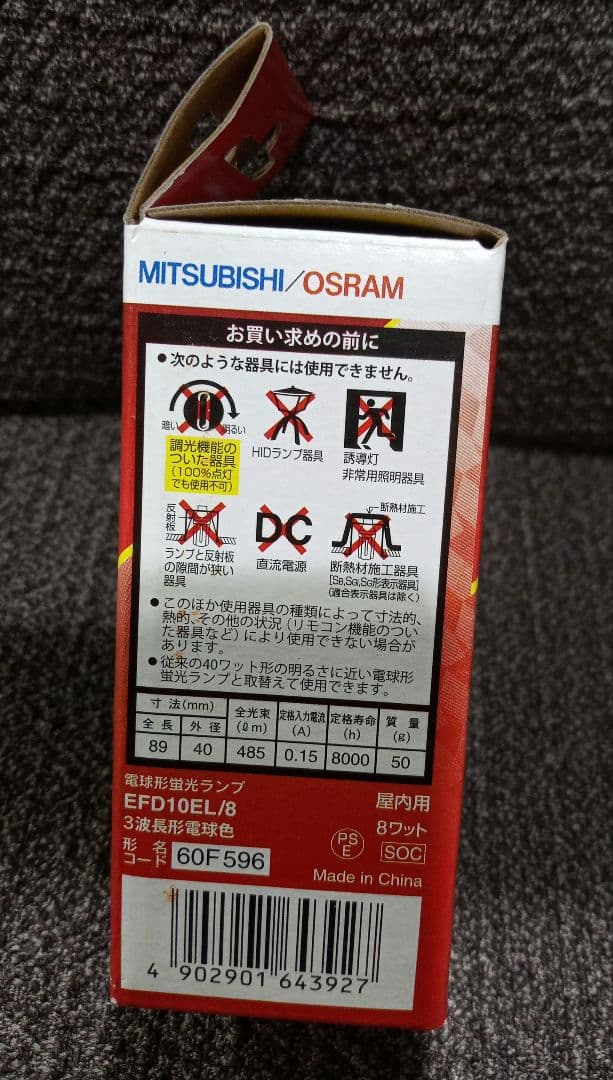 MITSUBISHI/OSRAM
お買い求めの前に
●次のような器具には使用できません。
暗い 明るい
調光機能の
ついた器具
(100%点灯
でも使用不可)
HIDランプ器具
誘導灯
非常用照明器具
反射板
ランプと反射板
の隙間が狭い
器具
DC
直流電源
断熱材施工
断熱材施工器具
[SB,SGI,SG形表示器具]
(適合表示器具は除く)
●このほか使用器具の種類によって寸法的、
熱的、その他の状況(リモコン機能のつい
た器具など)により使用できない場合が
あります。
●従来の40ワット形の明るさに近い電球形
蛍光ランプと取替えて使用できます。
寸法(mm) 全光束(ℓm) 定格入力電流(A) 定格寿命(h) 質量(g)
全長 外径
89 40 485 0.15 8000 50
電球形蛍光ランプ
EFD10EL/8
3波長形電球色
屋内用
8ワット
形名コード 60F596
PS
E
SOC
Made in China
4 902901 643927